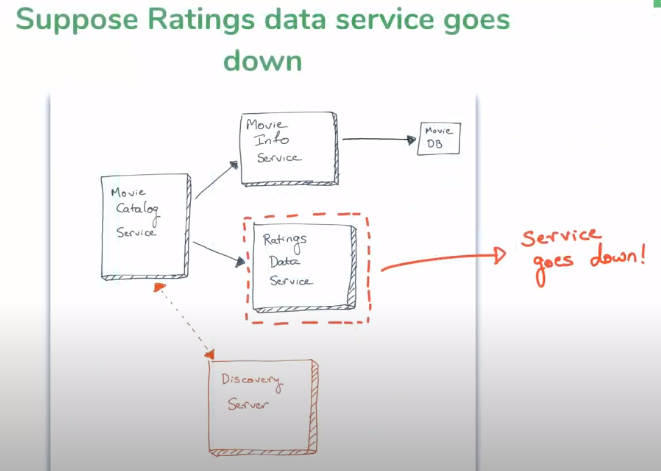 Suppose Ratings data service goes
down
Movie
Info
Service
Movie
DB
Movie
Catalog
Service
Ratings
Data
Service
Service
goes down!
Discovery
Server